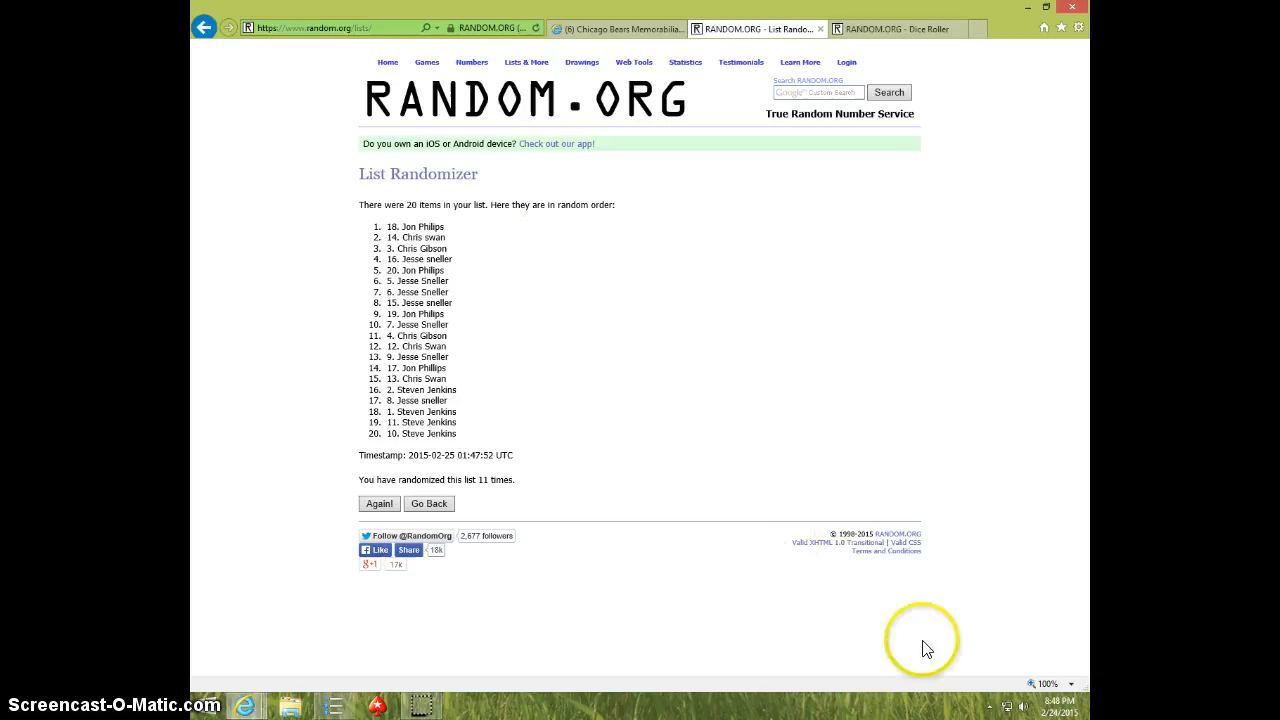 https://www.random.org/lists/
RANDOM.ORG (...
(6) Chicago Bears Memorabilia...
RANDOM.ORG - List Rando...
RANDOM.ORG - Dice Roller
Home Games Numbers Lists & More Drawings Web Tools Statistics Testimonials Learn More Login
RANDOM.ORG
Search RANDOM.ORG
Google™ Custom Search
Search
True Random Number Service
Do you own an iOS or Android device? Check out our app!
List Randomizer
There were 20 items in your list. Here they are in random order:
1. 18. Jon Philips
2. 14. Chris swan
3. 3. Chris Gibson
4. 16. Jesse sneller
5. 20. Jon Philips
6. 5. Jesse Sneller
7. 6. Jesse Sneller
8. 15. Jesse sneller
9. 19. Jon Philips
10. 7. Jesse Sneller
11. 4. Chris Gibson
12. 12. Chris Swan
13. 9. Jesse Sneller
14. 17. Jon Phillips
15. 13. Chris Swan
16. 2. Steven Jenkins
17. 8. Jesse sneller
18. 1. Steven Jenkins
19. 11. Steve Jenkins
20. 10. Steve Jenkins
Timestamp: 2015-02-25 01:47:52 UTC
You have randomized this list 11 times.
Again! Go Back
Follow @RandomOrg 2,677 followers
Like Share 18k
g+1 17k
© 1998-2015 RANDOM.ORG
Valid XHTML 1.0 Transitional | Valid CSS
Terms and Conditions
100%
8:48 PM
2/24/2015
Screencast-O-Matic.com